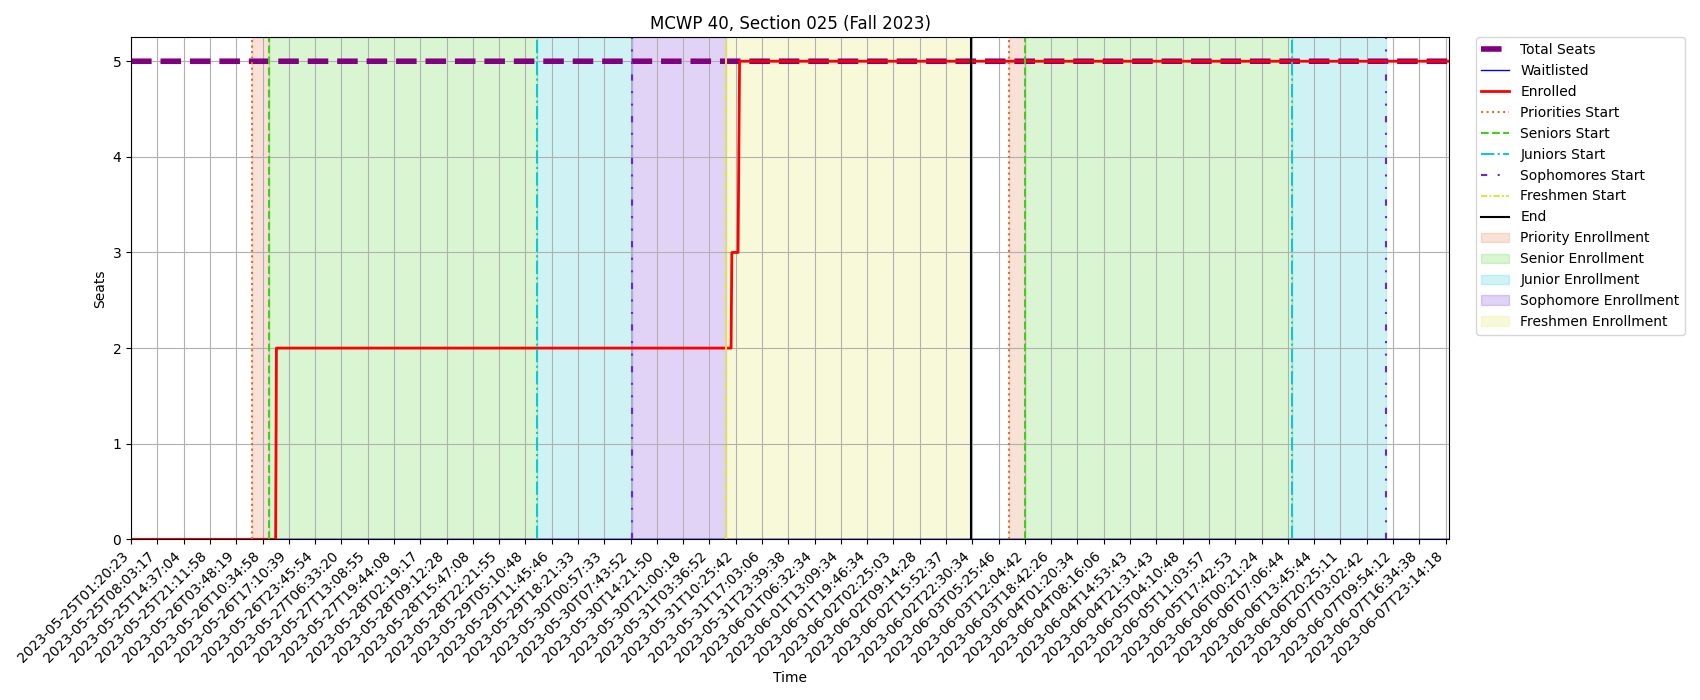 MCWP 40, Section 025 (Fall 2023)
Seats
5
4
3
2
1
0
2023-05-25T01:20:23
2023-05-25T08:03:17
2023-05-25T14:37:04
2023-05-25T21:11:58
2023-05-26T03:48:19
2023-05-26T10:34:58
2023-05-26T17:10:39
2023-05-26T23:45:54
2023-05-27T06:33:20
2023-05-27T13:08:55
2023-05-27T19:44:08
2023-05-28T02:19:17
2023-05-28T09:12:28
2023-05-28T15:47:08
2023-05-28T22:21:55
2023-05-29T05:10:48
2023-05-29T11:45:46
2023-05-29T18:21:33
2023-05-30T00:57:33
2023-05-30T07:43:52
2023-05-30T14:21:50
2023-05-30T21:00:18
2023-05-31T03:36:52
2023-05-31T10:25:42
2023-05-31T17:03:06
2023-05-31T23:39:38
2023-06-01T06:32:34
2023-06-01T13:09:34
2023-06-01T19:46:34
2023-06-02T02:25:03
2023-06-02T09:14:28
2023-06-02T15:52:37
2023-06-02T22:30:34
2023-06-03T05:25:46
2023-06-03T12:04:42
2023-06-03T18:42:26
2023-06-04T01:20:34
2023-06-04T08:16:06
2023-06-04T14:53:43
2023-06-04T21:31:43
2023-06-05T04:10:48
2023-06-05T11:03:57
2023-06-05T17:42:53
2023-06-06T00:21:24
2023-06-06T07:06:44
2023-06-06T13:45:44
2023-06-06T20:25:11
2023-06-07T03:02:42
2023-06-07T09:54:12
2023-06-07T16:34:38
2023-06-07T23:14:18
Time
Total Seats
Waitlisted
Enrolled
Priorities Start
Seniors Start
Juniors Start
Sophomores Start
Freshmen Start
End
Priority Enrollment
Senior Enrollment
Junior Enrollment
Sophomore Enrollment
Freshmen Enrollment